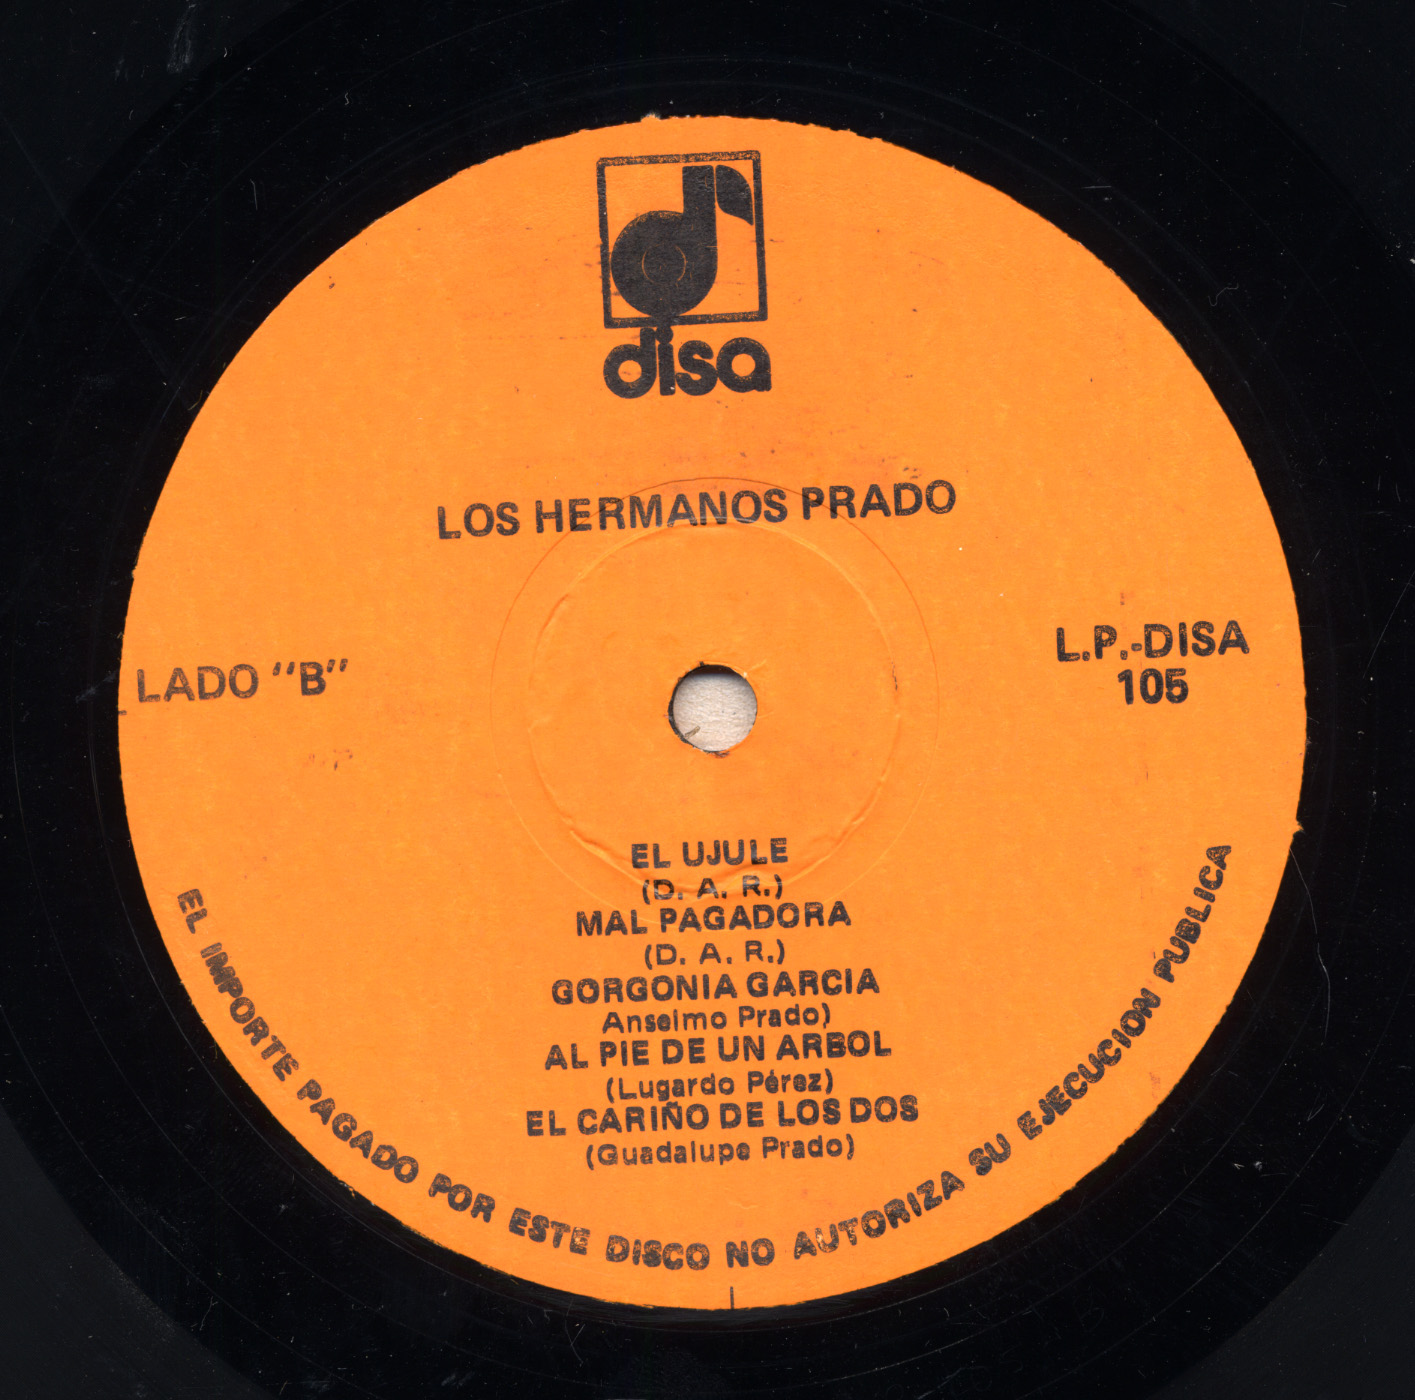 disa
LOS HERMANOS PRADO
LADO "B"
L.P.-DISA
105
EL UJULE
(D. A. R.)
MAL PAGADORA
(D. A. R.)
GORGONIA GARCIA
Anselmo Prado)
AL PIE DE UN ARBOL
(Lugardo Pérez)
EL CARIÑO DE LOS DOS
(Guadalupe Prado)
EL IMPORTE PAGADO POR ESTE DISCO NO AUTORIZA SU EJECUCION PUBLICA